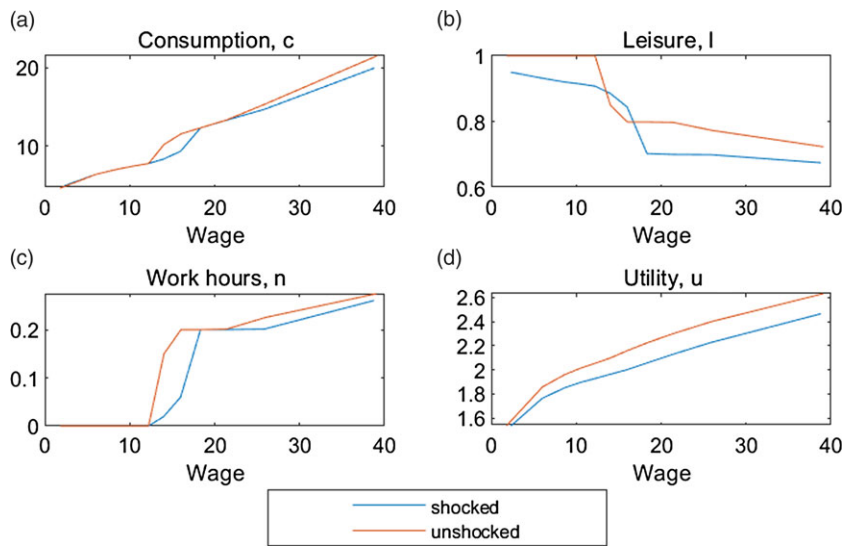 (a)
Consumption, c
20
10
0 10 20 30 40
Wage
(b)
Leisure, l
1
0.8
0.6
0 10 20 30 40
Wage
(c)
Work hours, n
0.2
0.1
0
0 10 20 30 40
Wage
(d)
Utility, u
2.6
2.4
2.2
2
1.8
1.6
0 10 20 30 40
Wage
shocked
unshocked